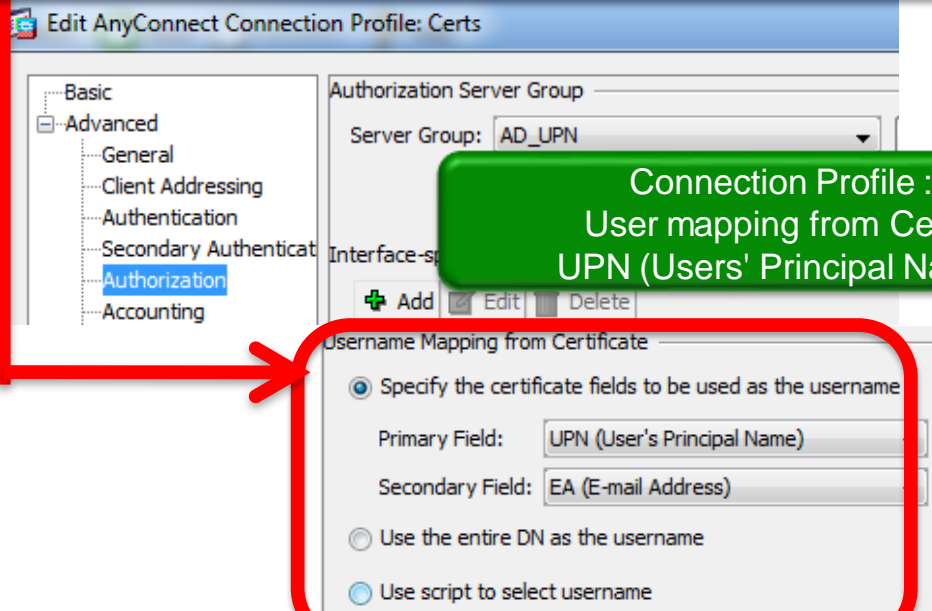 Edit AnyConnect Connection Profile: Certs
Basic
Advanced
General
Client Addressing
Authentication
Secondary Authenticati
Authorization
Accounting
Authorization Server Group
Server Group: AD_UPN
Connection Profile :
User mapping from Ce
UPN (Users' Principal Na
Interface-sp
Add Edit Delete
Username Mapping from Certificate
Specify the certificate fields to be used as the username
Primary Field: UPN (User's Principal Name)
Secondary Field: EA (E-mail Address)
Use the entire DN as the username
Use script to select username